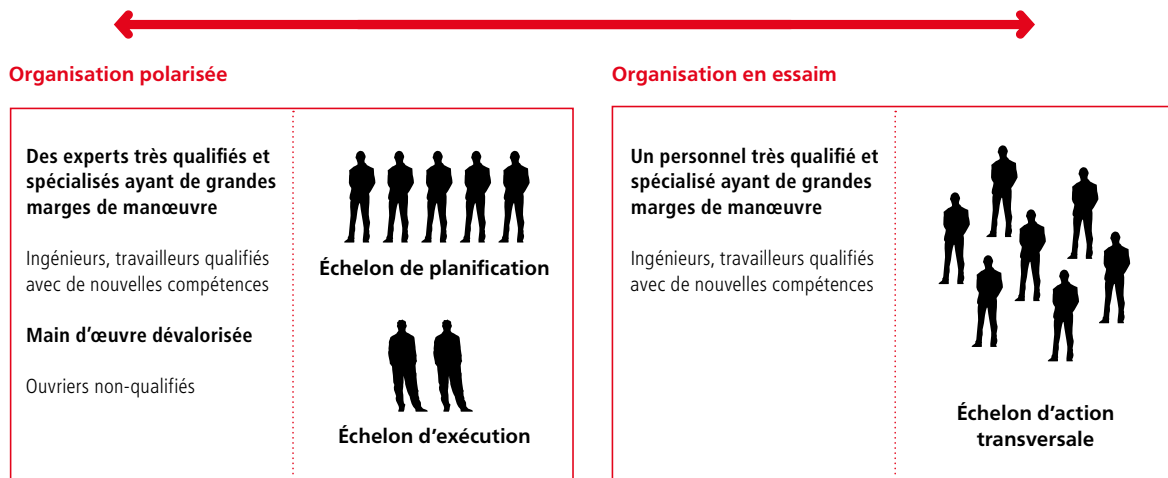 Organisation polarisée
Des experts très qualifiés et
spécialisés ayant de grandes
marges de manœuvre
Ingénieurs, travailleurs qualifiés
avec de nouvelles compétences
Main d’œuvre dévalorisée
Ouvriers non-qualifiés
Échelon de planification
Échelon d’exécution
Organisation en essaim
Un personnel très qualifié et
spécialisé ayant de grandes
marges de manœuvre
Ingénieurs, travailleurs qualifiés
avec de nouvelles compétences
Échelon d’action
transversale